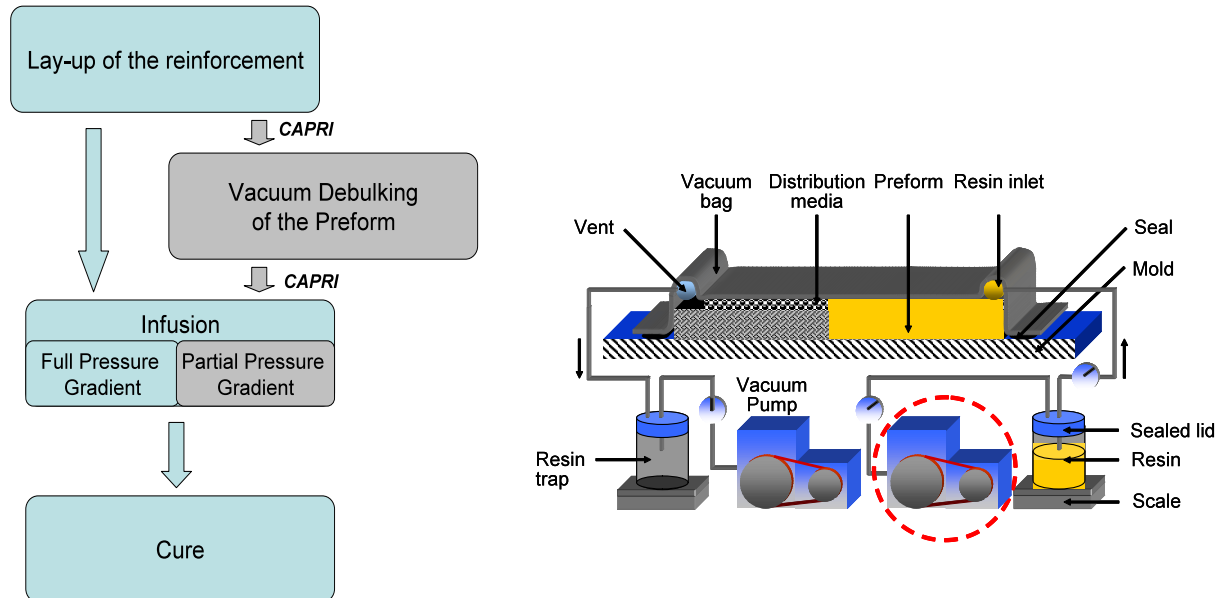 Lay-up of the reinforcement
CAPRI
Vacuum Debulking
of the Preform
CAPRI
Infusion
Full Pressure
Gradient
Partial Pressure
Gradient
Cure
Vacuum
bag
Distribution
media
Preform
Resin inlet
Vent
Seal
Mold
Vacuum
Pump
Resin
trap
Sealed lid
Resin
Scale